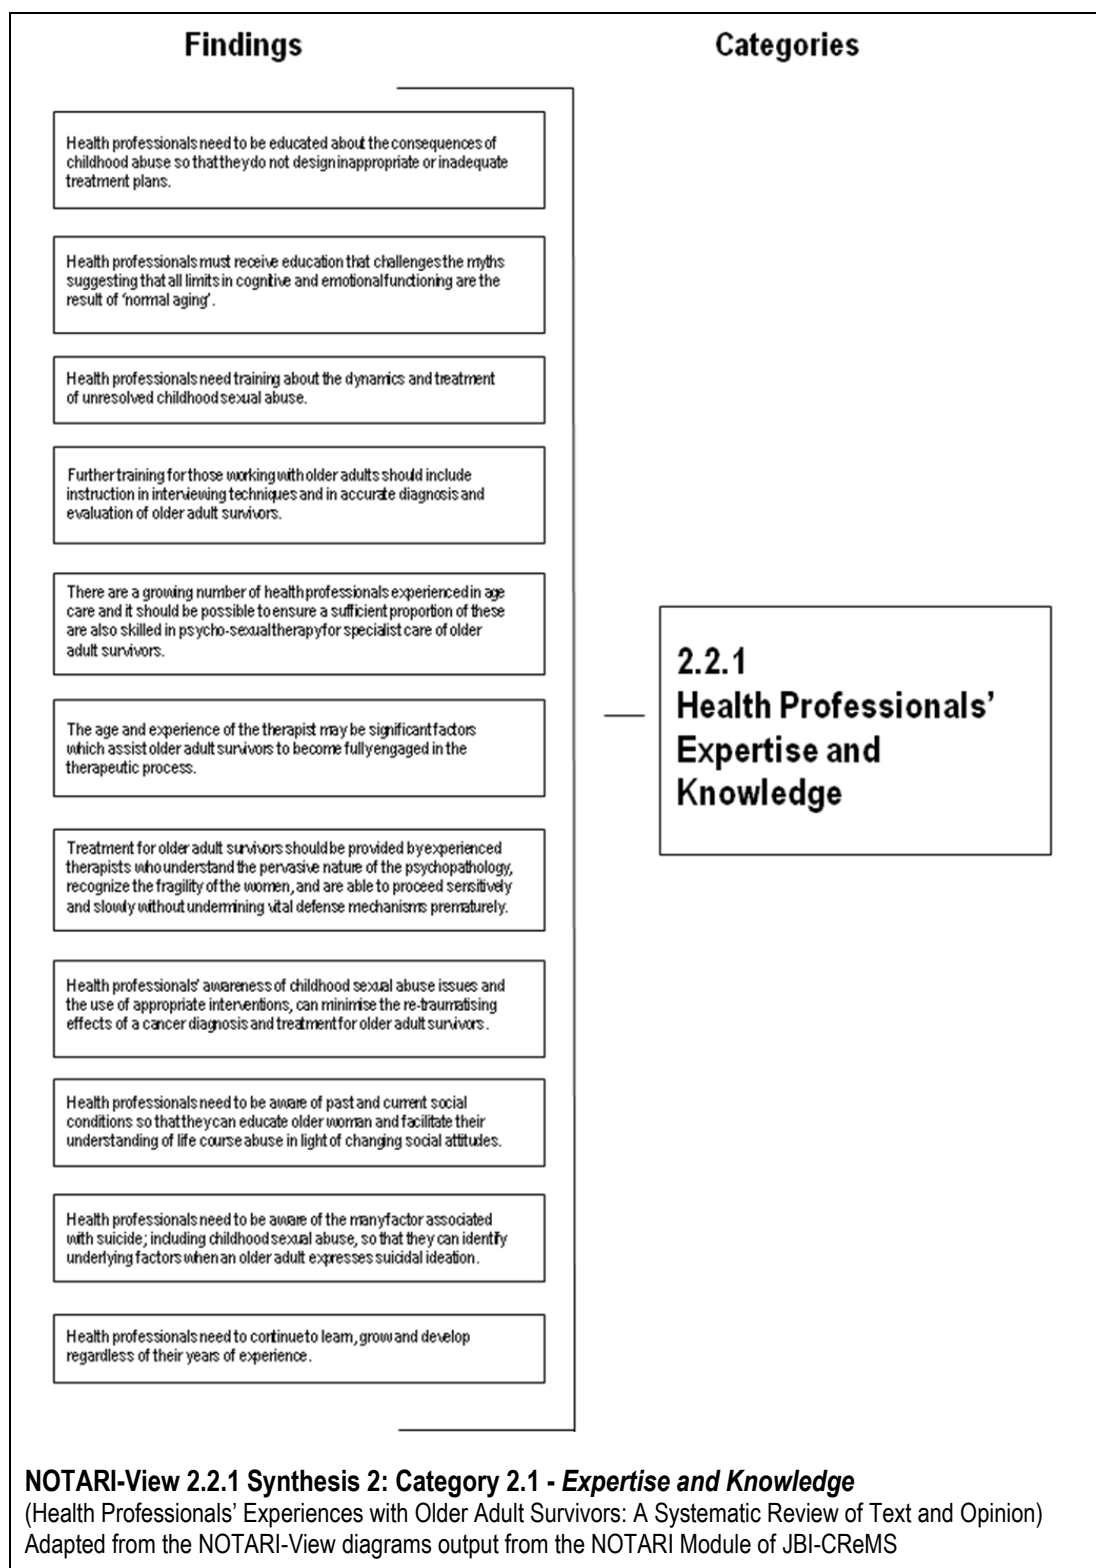 Findings
Categories
Health professionals need to be educated about the consequences of
childhood abuse so that they do not design inappropriate or inadequate
treatment plans.
Health professionals must receive education that challenges the myths
suggesting that all limits in cognitive and emotional functioning are the
result of 'normal aging'.
Health professionals need training about the dynamics and treatment
of unresolved childhood sexual abuse.
Further training for those working with older adults should include
instruction in interviewing techniques and in accurate diagnosis and
evaluation of older adult survivors.
There are a growing number of health professionals experienced in age
care and it should be possible to ensure a sufficient proportion of these
are also skilled in psycho-sexual therapy for specialist care of older
adult survivors.
The age and experience of the therapist may be significant factors
which assist older adult survivors to become fully engaged in the
therapeutic process.
Treatment for older adult survivors should be provided by experienced
therapists who understand the pervasive nature of the psychopathology,
recognize the fragility of the women, and are able to proceed sensitively
and slowly without undermining vital defense mechanisms prematurely.
Health professionals' awareness of childhood sexual abuse issues and
the use of appropriate interventions, can minimise the re-traumatising
effects of a cancer diagnosis and treatment for older adult survivors.
Health professionals need to be aware of past and current social
conditions so that they can educate older woman and facilitate their
understanding of life course abuse in light of changing social attitudes.
Health professionals need to be aware of the many factor associated
with suicide; including childhood sexual abuse, so that they can identify
underlying factors when an older adult expresses suicidal ideation.
Health professionals need to continue to learn, grow and develop
regardless of their years of experience.
2.2.1
Health Professionals'
Expertise and
Knowledge
NOTARI-View 2.2.1 Synthesis 2: Category 2.1 - Expertise and Knowledge
(Health Professionals' Experiences with Older Adult Survivors: A Systematic Review of Text and Opinion)
Adapted from the NOTARI-View diagrams output from the NOTARI Module of JBI-CReMS